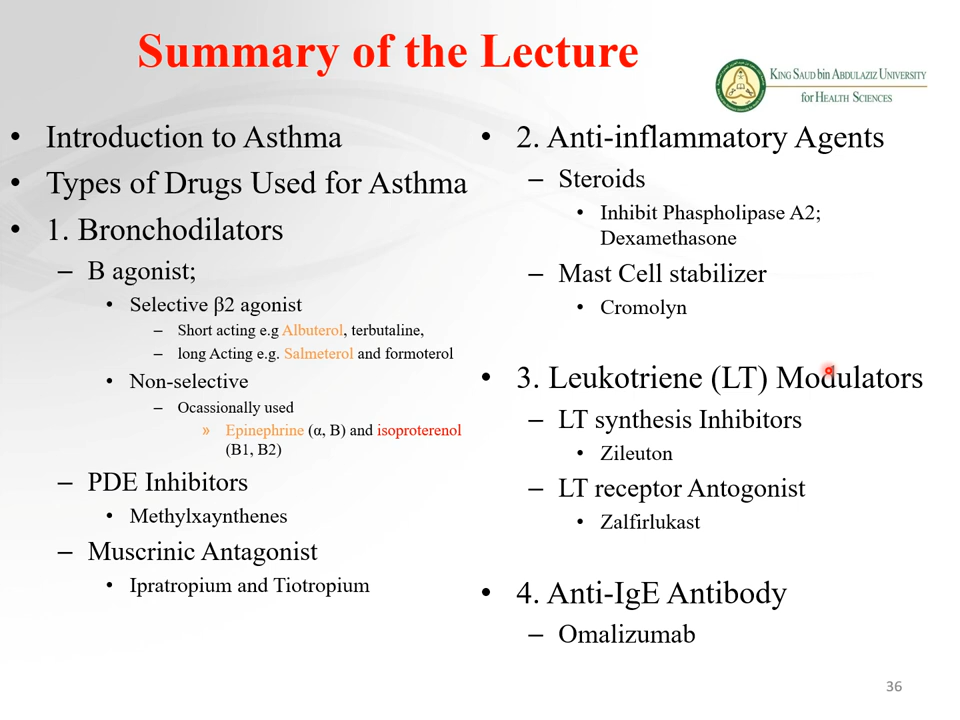 Summary of the Lecture
KING SAUD bin ABDULAZIZ UNIVERSITY
for HEALTH SCIENCES
• Introduction to Asthma
• Types of Drugs Used for Asthma
• 1. Bronchodilators
– B agonist;
• Selective β2 agonist
– Short acting e.g Albuterol, terbutaline,
– long Acting e.g. Salmeterol and formoterol
• Non-selective
– Ocassionally used
» Epinephrine (α, B) and isoproterenol
(B1, B2)
– PDE Inhibitors
• Methylxaynthenes
– Muscrinic Antagonist
• Ipratropium and Tiotropium
• 2. Anti-inflammatory Agents
– Steroids
• Inhibit Phaspholipase A2;
Dexamethasone
– Mast Cell stabilizer
• Cromolyn
• 3. Leukotriene (LT) Modulators
– LT synthesis Inhibitors
• Zileuton
– LT receptor Antogonist
• Zalfirlukast
• 4. Anti-IgE Antibody
– Omalizumab
36